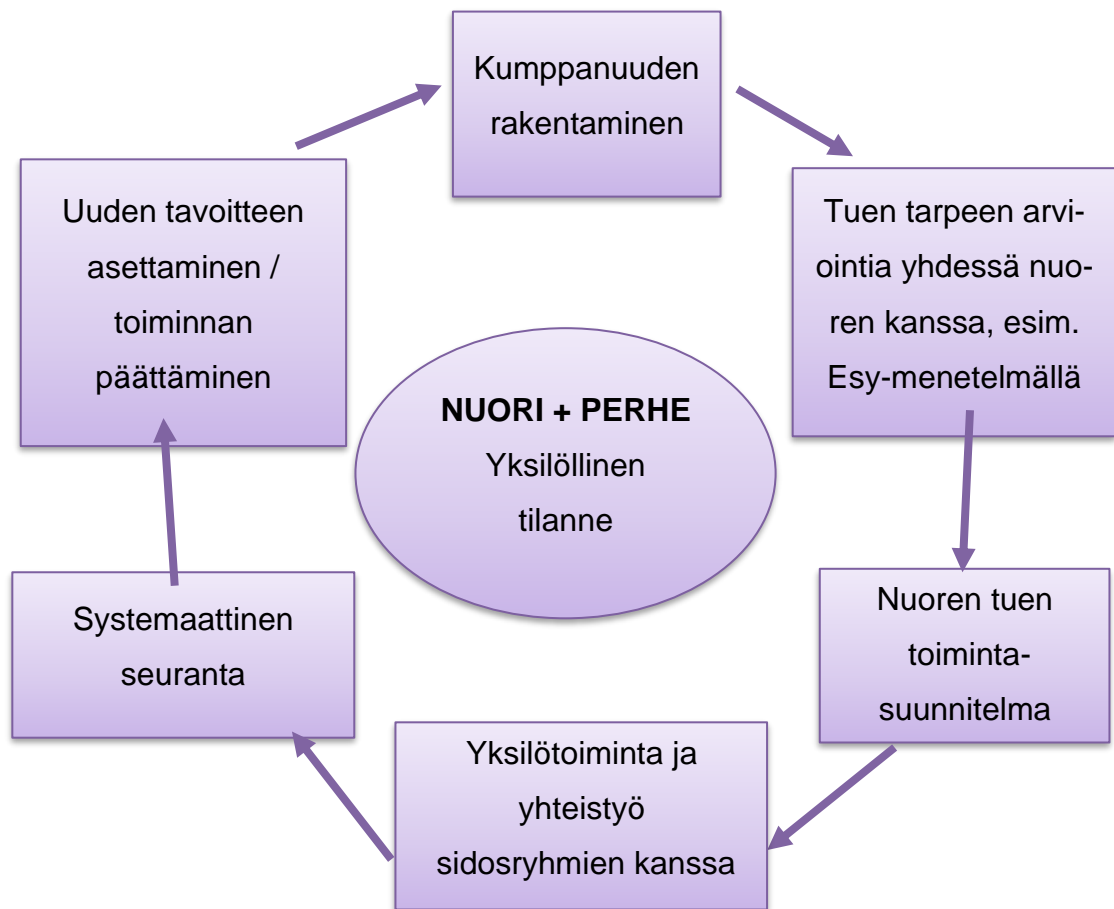 Kumppanuuden
rakentaminen
Tuen tarpeen arvi-
ointia yhdessä nuo-
ren kanssa, esim.
Esy-menetelmällä
Nuoren tuen
toiminta-
suunnitelma
Yksilötoiminta ja
yhteistyö
sidosryhmien kanssa
Systemaattinen
seuranta
Uuden tavoitteen
asettaminen /
toiminnan
päättäminen
NUORI + PERHE
Yksilöllinen
tilanne